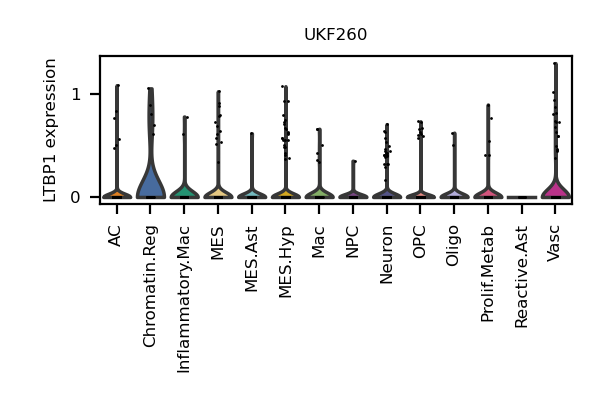 UKF260
LTBP1 expression
1
0
AC
Chromatin.Reg
Inflammatory.Mac
MES
MES.Ast
MES.Hyp
Mac
NPC
Neuron
OPC
Oligo
Prolif.Metab
Reactive.Ast
Vasc